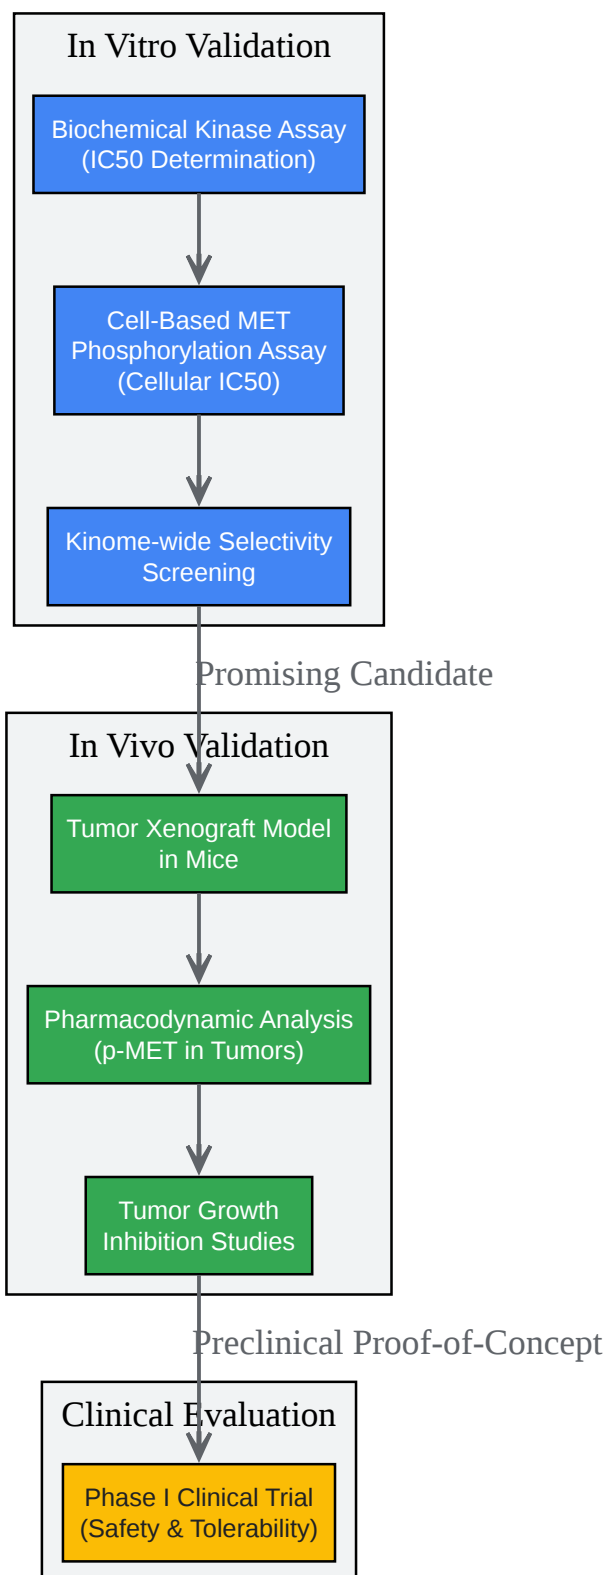 In Vitro Validation
Biochemical Kinase Assay
(IC50 Determination)
Cell-Based MET
Phosphorylation Assay
(Cellular IC50)
Kinome-wide Selectivity
Screening
Promising Candidate
In Vivo Validation
Tumor Xenograft Model
in Mice
Pharmacodynamic Analysis
(p-MET in Tumors)
Tumor Growth
Inhibition Studies
Preclinical Proof-of-Concept
Clinical Evaluation
Phase I Clinical Trial
(Safety & Tolerability)